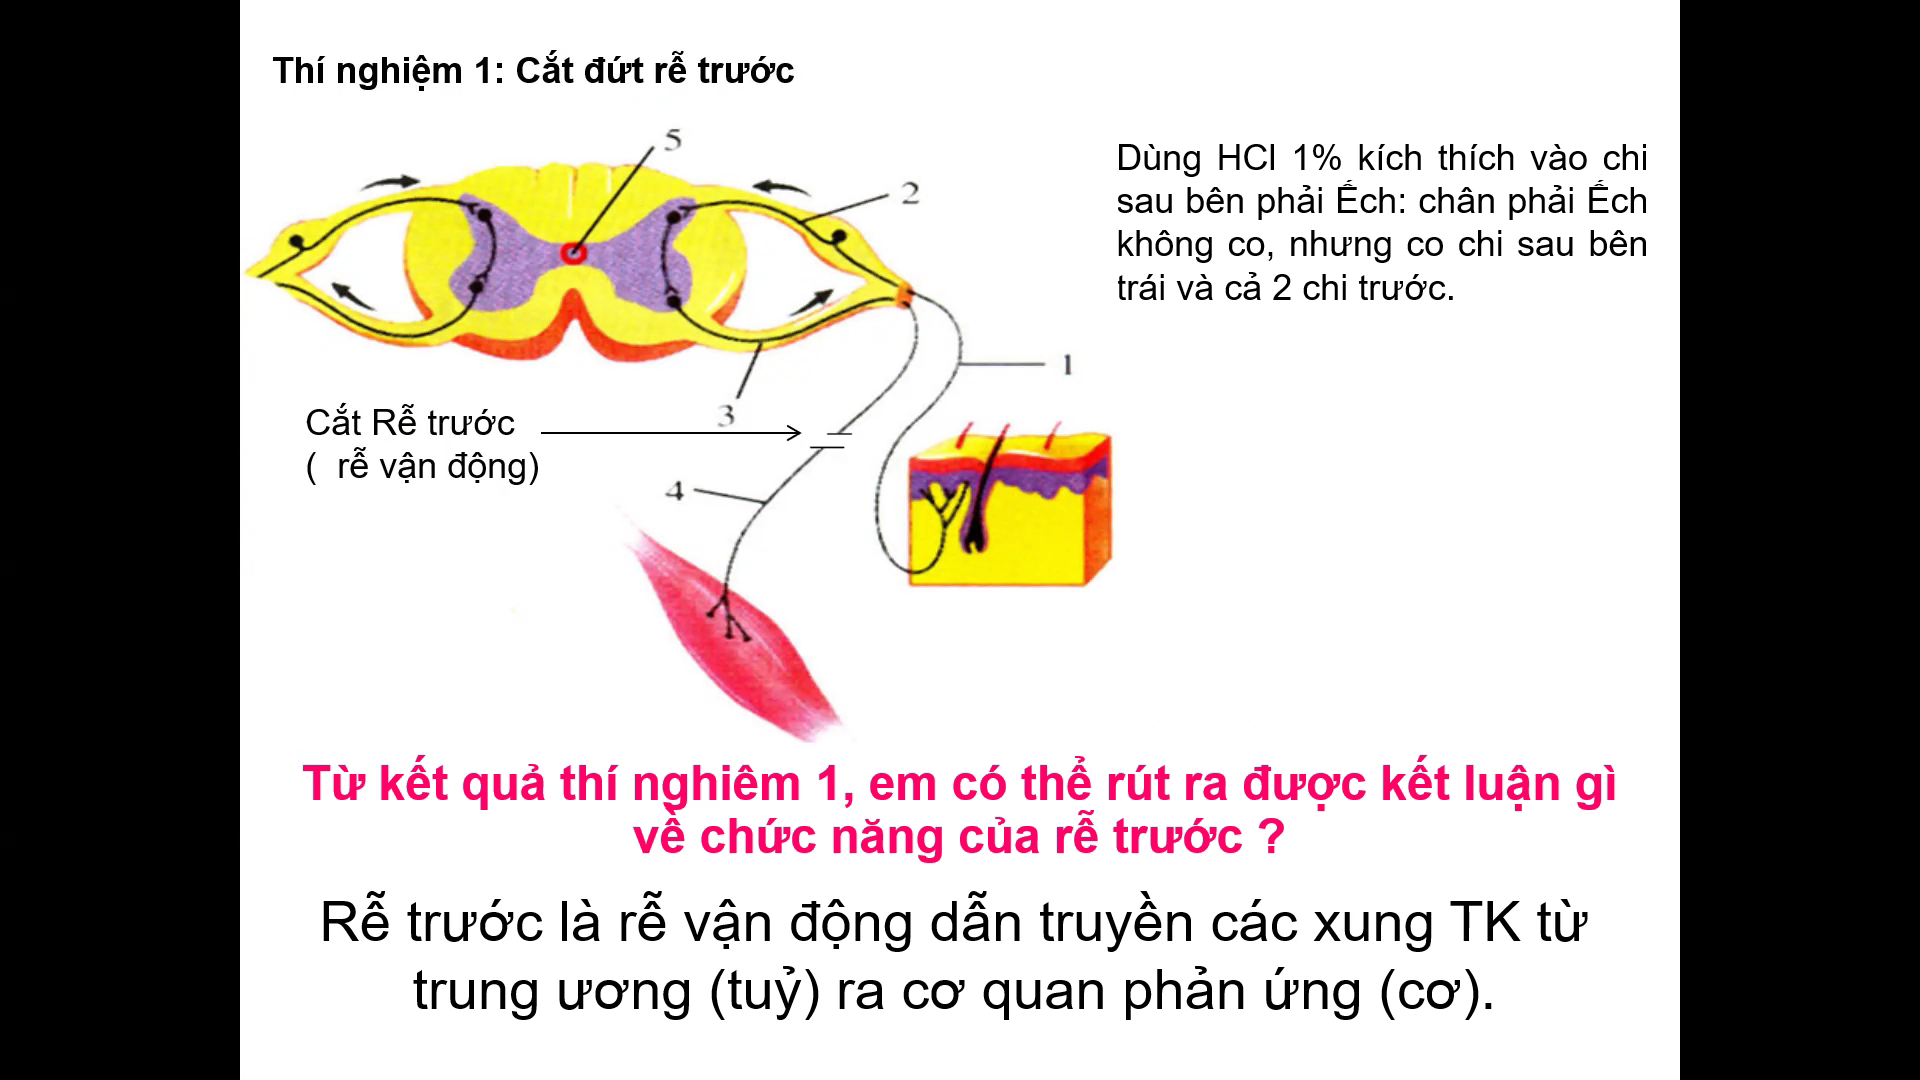 Thí nghiệm 1: Cắt đứt rễ trước
5
2
Dùng HCl 1% kích thích vào chi
sau bên phải Ếch: chân phải Ếch
không co, nhưng co chi sau bên
trái và cả 2 chi trước.
1
3
Cắt Rễ trước
( rễ vận động)
4
Từ kết quả thí nghiêm 1, em có thể rút ra được kết luận gì
về chức năng của rễ trước ?
Rễ trước là rễ vận động dẫn truyền các xung TK từ
trung ương (tuỷ) ra cơ quan phản ứng (cơ).